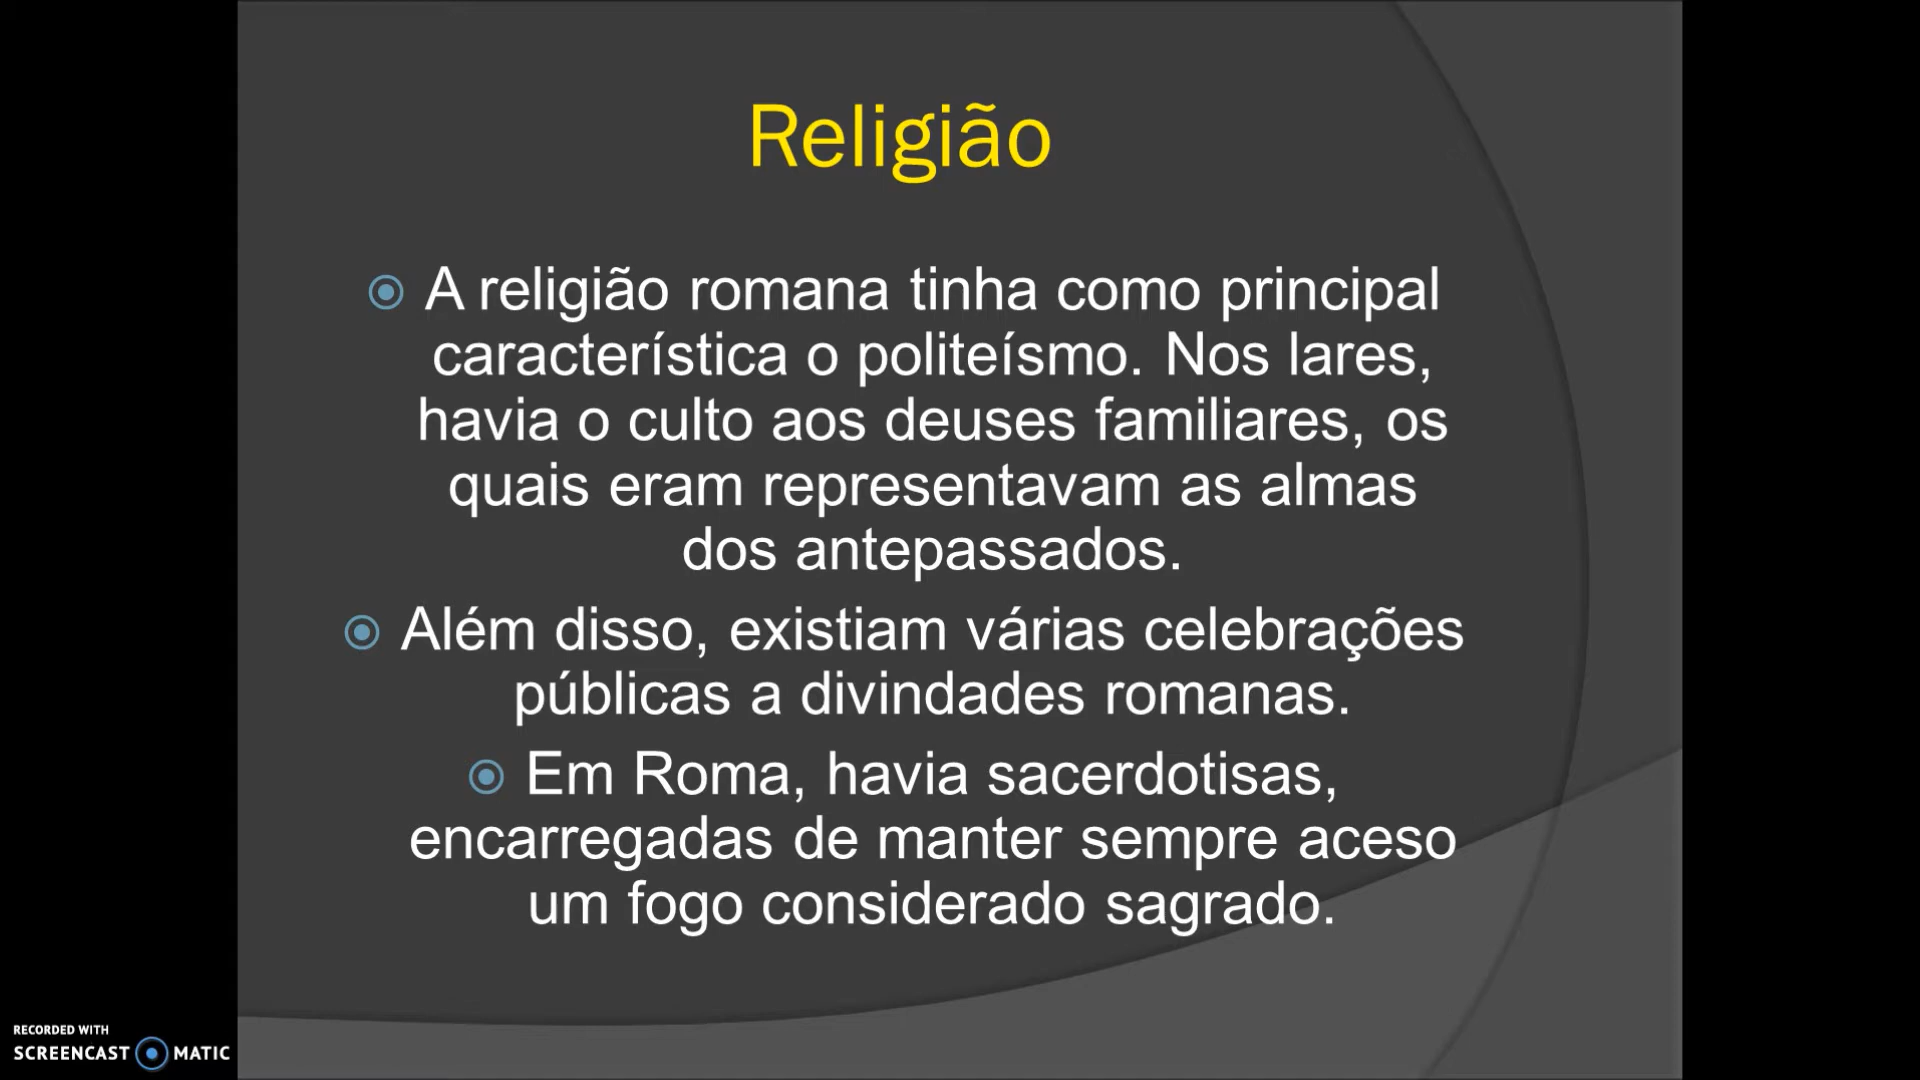 Religião
A religião romana tinha como principal
característica o politeísmo. Nos lares,
havia o culto aos deuses familiares, os
quais eram representavam as almas
dos antepassados.
Além disso, existiam várias celebrações
públicas a divindades romanas.
Em Roma, havia sacerdotisas,
encarregadas de manter sempre aceso
um fogo considerado sagrado.
RECORDED WITH
SCREENCAST MATIC